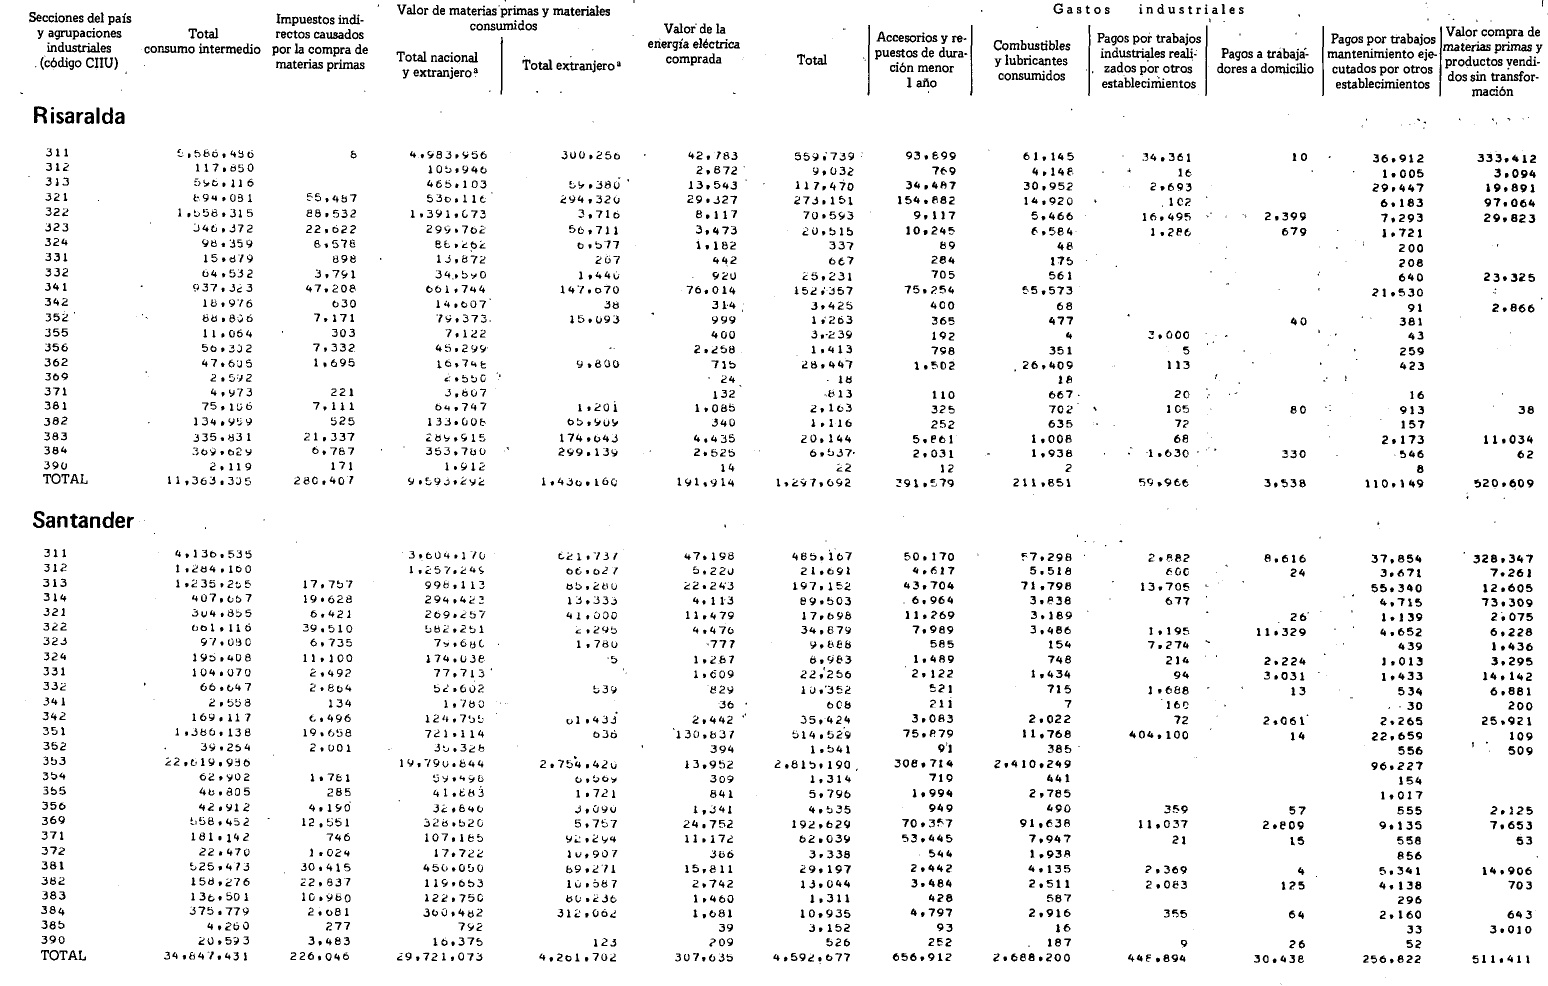 Secciones del país y agrupaciones industriales (código CIIU) Total consumo intermedio Impuestos indirectos causados por la compra de materias primas Valor de materias primas y materiales consumidos Total nacional y extranjero a Total extranjero a Valor de la energía eléctrica comprada Gastos industriales Total Accesorios y repuestos de duración menor 1 año Combustibles y lubricantes consumidos Pagos por trabajos industriales realizados por otros establecimientos Pagos a trabajadores a domicilio Pagos por trabajos mantenimiento ejecutados por otros establecimientos Valor compra de materias primas y productos vendidos sin transformación
Risaralda
311 5.586.486 8 4.983.956 300.256 42.783 559.739 93.899 61.145 34.361 10 36.912 333.412
312 117.850 105.946 2.872 9.032 769 4.148 16 1.005 3.094
313 596.116 465.103 59.380 13.543 117.470 34.487 30.952 2.693 29.447 19.891
321 894.081 55.487 536.116 294.320 29.327 273.151 154.882 14.920 102 6.183 97.064
322 1.558.315 88.532 1.391.073 3.716 8.117 70.593 9.117 5.466 16.495 2.399 7.293 29.823
323 346.372 22.622 299.762 56.711 3.473 20.515 10.245 6.584 1.286 679 1.721
324 98.359 8.578 88.262 6.577 1.182 337 89 48 200
331 15.879 898 13.872 267 442 667 284 175 208
332 64.532 3.791 34.590 1.446 920 25.231 705 561 640 23.325
341 937.323 47.208 661.744 147.670 76.014 152.357 75.254 55.573 21.530
342 18.976 630 14.607 38 314 3.425 400 68 91 2.866
352 88.806 7.171 79.373 15.093 999 1.263 365 477 40 381
355 11.064 303 7.122 400 3.239 192 4 3.000 43
356 56.302 7.332 45.299 2.258 1.413 798 351 5 259
362 47.605 1.695 16.748 9.800 715 28.447 1.502 26.409 113 423
369 2.592 2.550 24 18 18
371 4.973 221 3.807 132 813 110 667 20 16
381 75.106 7.111 64.747 1.201 1.085 2.163 325 702 105 80 913 38
382 134.959 525 133.006 65.909 340 1.116 252 635 72 157
383 335.831 21.337 289.915 174.643 4.435 20.144 5.861 1.008 68 2.173 11.034
384 369.629 6.787 353.780 299.139 2.525 6.537 2.031 1.938 1.630 330 546 62
390 2.119 171 1.912 14 22 12 2 8
TOTAL 11.363.305 280.407 9.593.292 1.436.160 191.914 1.297.692 391.579 211.851 59.966 3.538 110.149 520.609
Santander
311 4.136.535 3.604.170 621.737 47.198 485.167 50.170 57.298 2.882 8.616 37.854 328.347
312 1.284.160 1.257.249 66.627 5.220 21.691 4.617 5.518 600 24 3.671 7.261
313 1.235.265 17.757 998.113 85.280 22.243 197.152 43.704 71.798 13.705 55.340 12.605
314 407.667 19.628 294.423 13.333 4.113 89.503 6.964 3.838 677 4.715 73.309
321 304.855 6.421 269.257 41.000 11.479 17.698 11.269 3.189 26 1.139 2.075
322 661.116 39.510 582.251 2.295 4.476 34.879 7.989 3.486 1.195 11.329 4.652 6.228
323 97.080 6.735 79.680 1.780 777 9.888 585 154 7.274 439 1.436
324 195.408 11.100 174.038 5 1.287 8.983 1.489 748 214 2.224 1.013 3.295
331 104.070 2.492 77.713 1.609 22.256 2.122 1.434 94 3.031 1.433 14.142
332 66.647 2.864 52.602 539 829 10.352 521 715 1.688 13 534 6.881
341 2.558 134 1.780 36 608 211 7 160 30 200
342 169.117 6.496 124.755 61.433 2.442 35.424 3.083 2.022 72 2.061 2.265 25.921
351 1.386.138 19.658 721.114 636 130.837 514.529 75.879 11.768 404.100 14 22.659 109
352 39.264 2.001 35.328 394 1.541 91 385 556 509
353 22.619.986 19.790.844 2.754.420 13.952 2.815.190 308.714 2.410.249 96.227
354 62.902 1.781 59.498 6.669 309 1.314 719 441 154
355 48.805 285 41.883 1.721 841 5.796 1.994 2.785 1.017
356 42.912 4.190 32.846 3.090 1.341 4.535 949 490 359 57 555 2.125
369 558.452 12.551 328.520 5.757 24.752 192.629 70.357 91.638 11.037 2.809 9.135 7.653
371 181.142 746 107.185 92.294 11.172 62.039 53.445 7.947 21 15 558 53
372 22.470 1.024 17.722 10.907 386 3.338 544 1.938 856
381 525.473 30.415 450.050 89.271 15.811 29.197 2.442 4.135 2.369 4 5.341 14.906
382 158.276 22.837 119.653 10.587 2.742 13.044 3.484 2.511 2.083 125 4.138 703
383 136.501 10.980 122.750 80.236 1.460 1.311 428 587 296
384 375.779 2.681 360.482 312.062 1.681 10.935 4.797 2.916 355 64 2.160 643
385 4.260 277 792 39 3.152 93 16 33 3.010
390 20.593 3.483 16.375 123 209 526 252 187 9 26 52
TOTAL 34.847.431 226.046 29.721.073 4.261.702 307.635 4.592.677 656.912 2.688.200 448.894 30.438 256.822 511.411